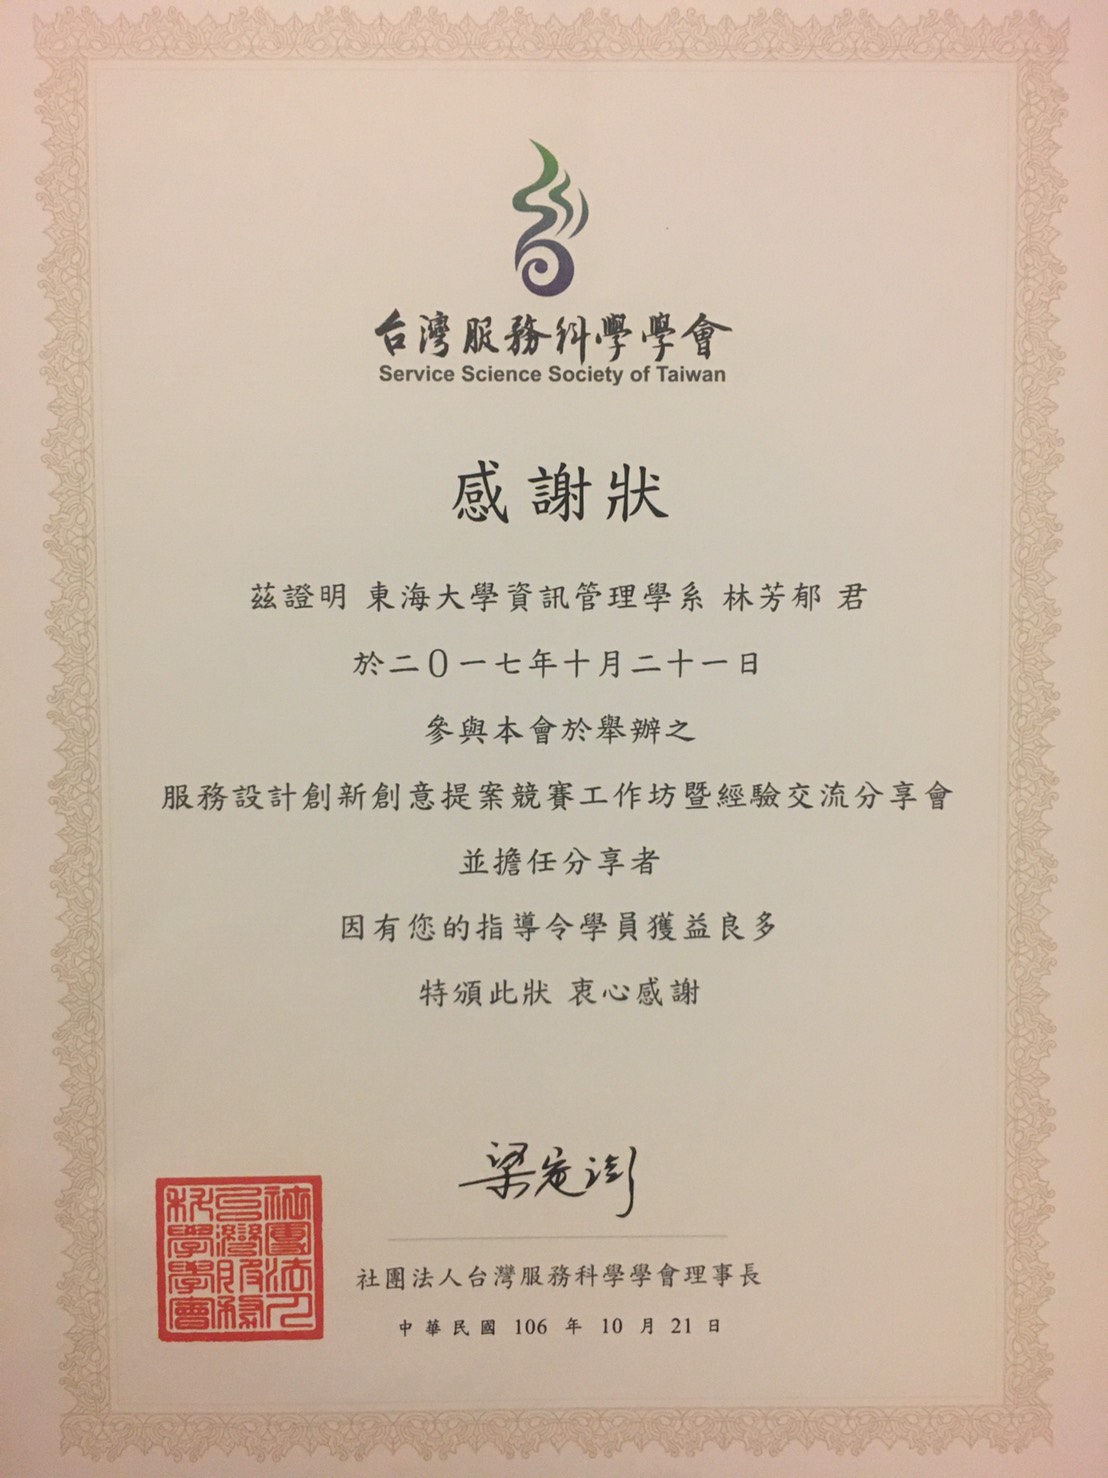 台灣服務科學學會
Service Science Society of Taiwan
感謝狀
茲證明 東海大學資訊管理學系 林芳郁 君
於二0一七年十月二十一日
參與本會於舉辦之
服務設計創新創意提案競賽工作坊暨經驗交流分享會
並擔任分享者
因有您的指導令學員獲益良多
特頒此狀 衷心感謝
梁定澎
社團法人台灣服務科學學會
社團法人台灣服務科學學會理事長
中華民國 106 年 10 月 21 日